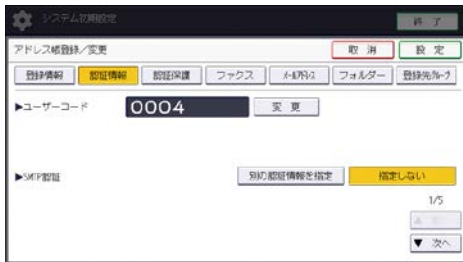 システム初期設定
終 了
アドレス帳登録／変更
取 消
設 定
登録情報
認証情報
認証保護
ファクス
メールアドレス
フォルダー
登録先グループ
▶ユーザーコード
0004
変 更
▶SMTP認証
別の認証情報を指定
指定しない
1/5
▼ 次へ